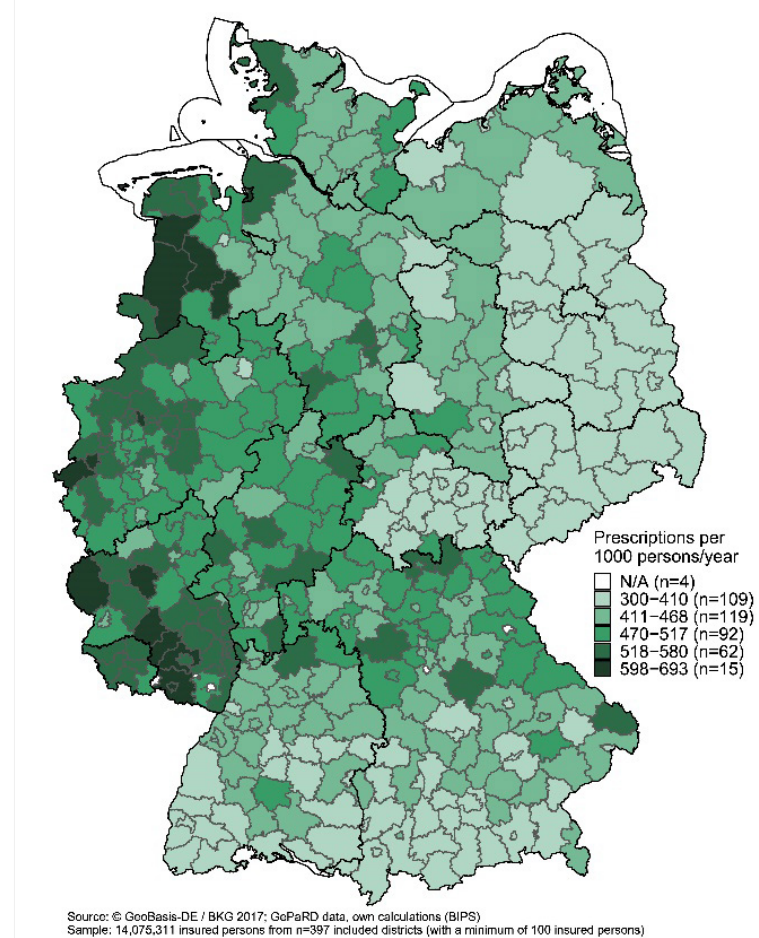 Prescriptions per
1000 persons/year
N/A (n=4)
300−410 (n=109)
411−468 (n=119)
470−517 (n=92)
518−580 (n=62)
598−693 (n=15)
Source: © GeoBasis-DE / BKG 2017; GePaRD data, own calculations (BIPS)
Sample: 14,075,311 insured persons from n=397 included districts (with a minimum of 100 insured persons)